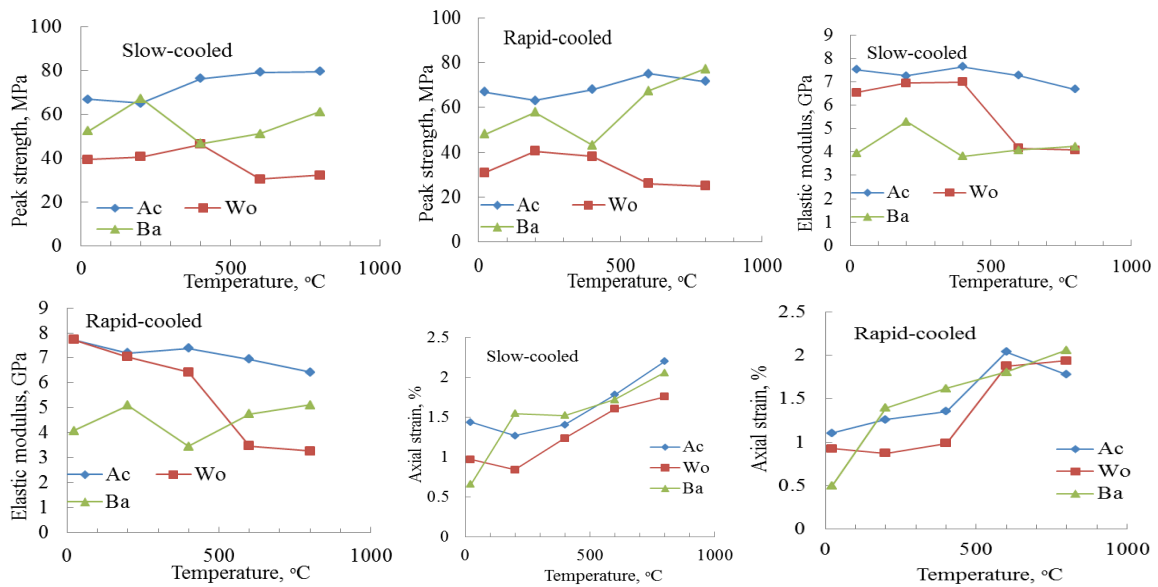 Slow-cooled
Peak strength, MPa
100
80
60
40
20
0
Ac
Wo
Ba
0
500
1000
Temperature, °C
Rapid-cooled
Peak strength, MPa
100
80
60
40
20
0
Ac
Wo
Ba
0
500
1000
Temperature, °C
Slow-cooled
Elastic modulus, GPa
9
8
7
6
5
4
3
2
1
0
Ac
Wo
Ba
0
500
1000
Temperature, °C
Rapid-cooled
Elastic modulus, GPa
9
8
7
6
5
4
3
2
1
0
Ac
Wo
Ba
0
500
1000
Temperature, °C
Slow-cooled
Axial strain, %
2.5
2
1.5
1
0.5
0
Ac
Wo
Ba
0
500
1000
Temperature, °C
Rapid-cooled
Axial strain, %
2.5
2
1.5
1
0.5
0
Ac
Wo
Ba
0
500
1000
Temperature, °C